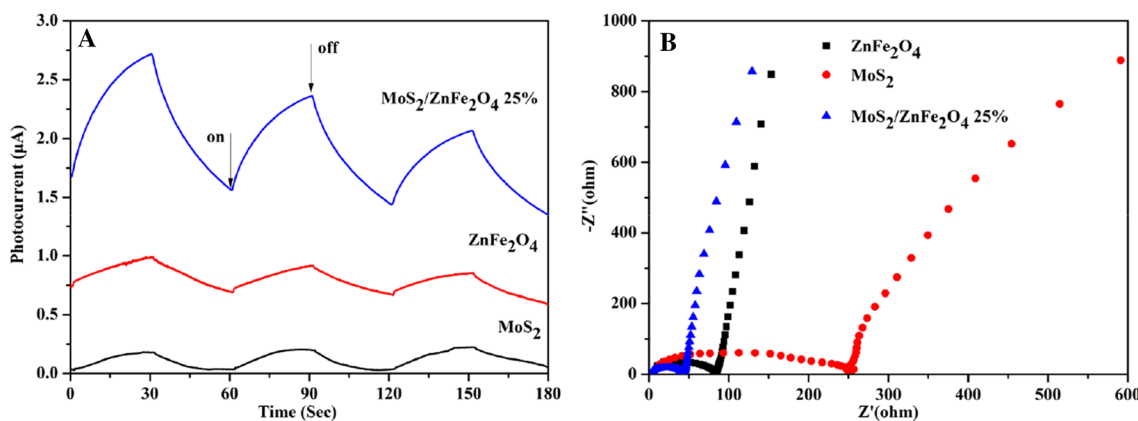 A
off
on
MoS2/ZnFe2O4 25%
ZnFe2O4
MoS2
Photocurrent (μA)
3.0
2.5
2.0
1.5
1.0
0.5
0.0
0 30 60 90 120 150 180
Time (Sec)
B
ZnFe2O4
MoS2
MoS2/ZnFe2O4 25%
-Z''(ohm)
1000
800
600
400
200
0
0 100 200 300 400 500 600
Z'(ohm)